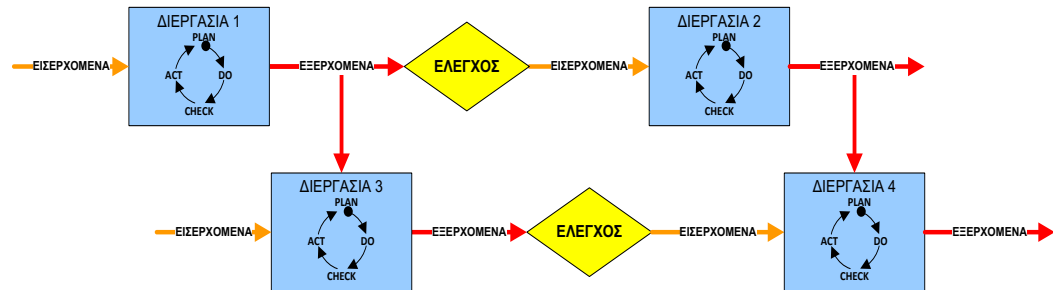 ΔΙΕΡΓΑΣΙΑ 1
PLAN
ΕΙΣΕΡΧΟΜΕΝΑ
ACT
DO
CHECK
ΕΞΕΡΧΟΜΕΝΑ
ΕΛΕΓΧΟΣ
ΕΙΣΕΡΧΟΜΕΝΑ
ΔΙΕΡΓΑΣΙΑ 2
PLAN
ACT
DO
CHECK
ΕΞΕΡΧΟΜΕΝΑ
ΕΙΣΕΡΧΟΜΕΝΑ
ΔΙΕΡΓΑΣΙΑ 3
PLAN
ACT
DO
CHECK
ΕΞΕΡΧΟΜΕΝΑ
ΕΛΕΓΧΟΣ
ΕΙΣΕΡΧΟΜΕΝΑ
ΔΙΕΡΓΑΣΙΑ 4
PLAN
ACT
DO
CHECK
ΕΞΕΡΧΟΜΕΝΑ